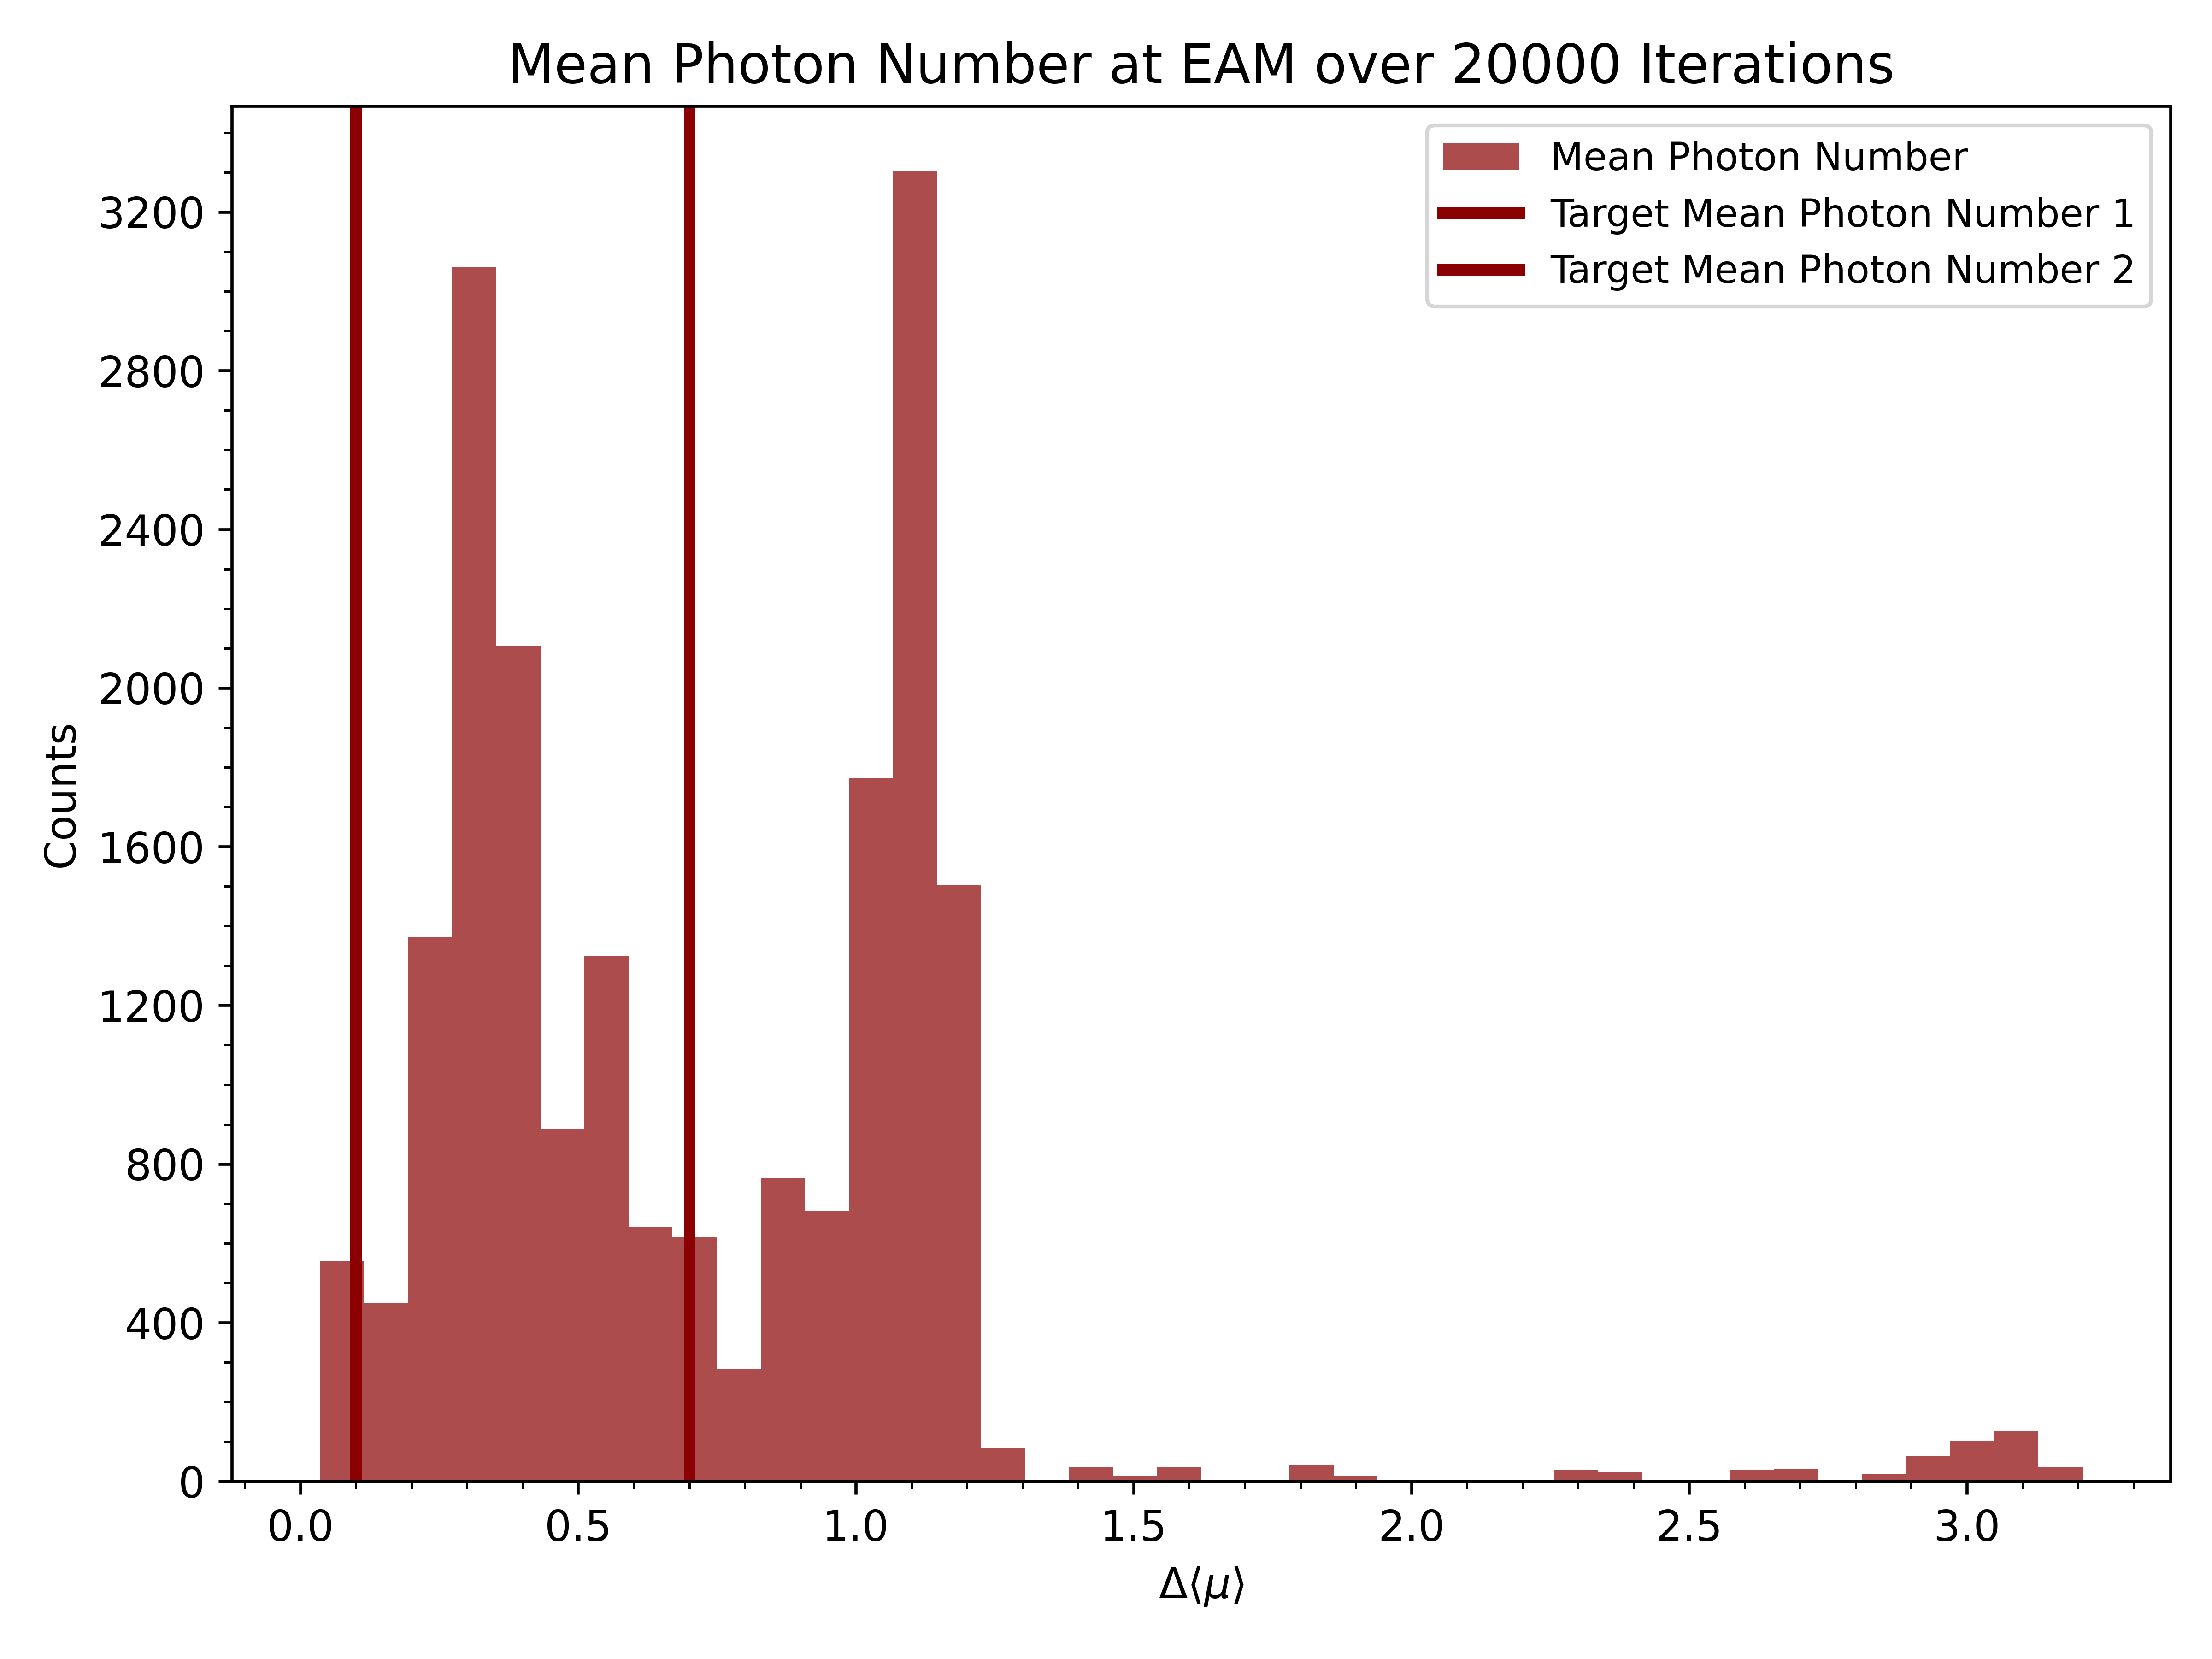 Mean Photon Number at EAM over 20000 Iterations
Mean Photon Number
Target Mean Photon Number 1
Target Mean Photon Number 2
3200
2800
2400
2000
1600
1200
800
400
0
Counts
0.0 0.5 1.0 1.5 2.0 2.5 3.0
Δ⟨μ⟩